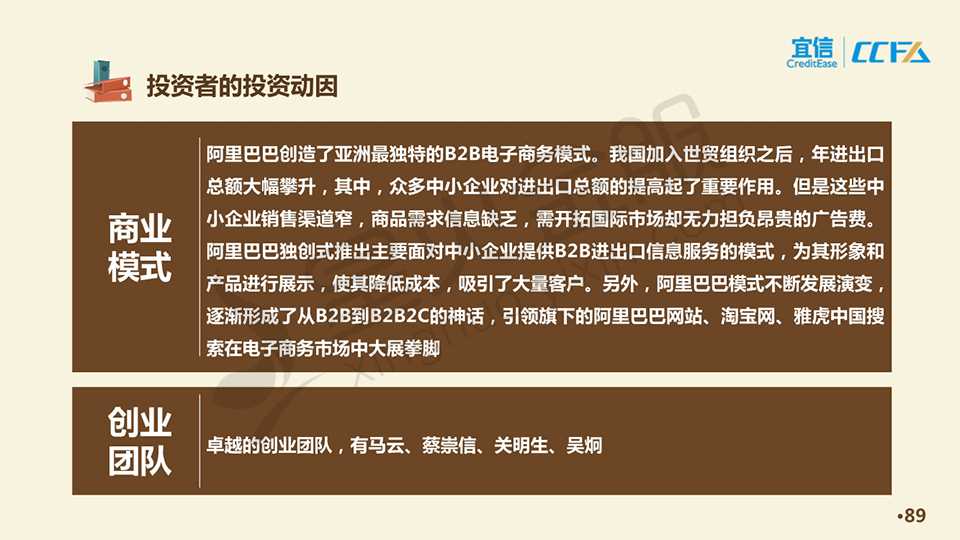 宜信
CreditEase
CCFA
投资者的投资动因
商业
模式
阿里巴巴创造了亚洲最独特的B2B电子商务模式。我国加入世贸组织之后，年进出口
总额大幅攀升，其中，众多中小企业对进出口总额的提高起了重要作用。但是这些中
小企业销售渠道窄，商品需求信息缺乏，需开拓国际市场却无力担负昂贵的广告费。
阿里巴巴独创式推出主要面对中小企业提供B2B进出口信息服务的模式，为其形象和
产品进行展示，使其降低成本，吸引了大量客户。另外，阿里巴巴模式不断发展演变，
逐渐形成了从B2B到B2B2C的神话，引领旗下的阿里巴巴网站、淘宝网、雅虎中国搜
索在电子商务市场中大展拳脚
创业
团队
卓越的创业团队，有马云、蔡崇信、关明生、吴炯
•89